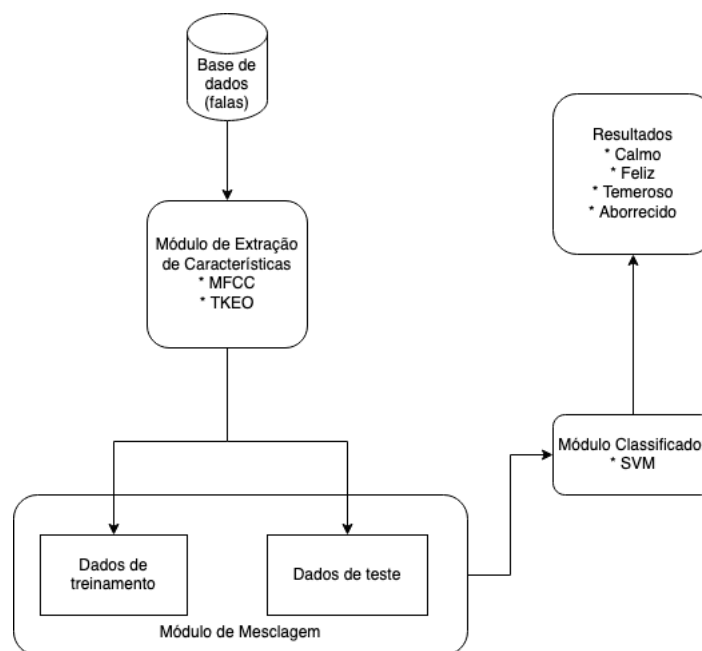 Base de
dados
(falas)
Módulo de Extração
de Características
* MFCC
* TKEO
Dados de
treinamento
Dados de teste
Módulo de Mesclagem
Módulo Classificado
* SVM
Resultados
* Calmo
* Feliz
* Temeroso
* Aborrecido